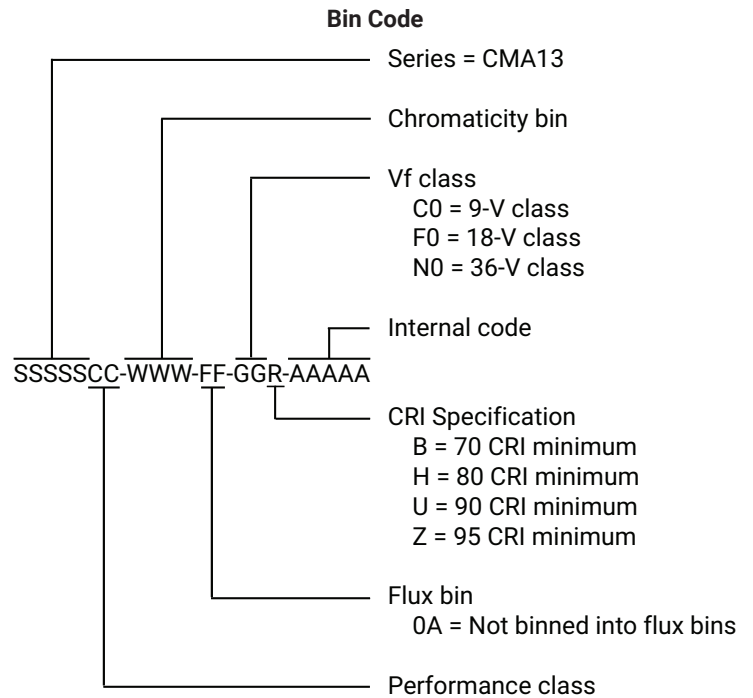 Bin Code
Series = CMA13
Chromaticity bin
Vf class
C0 = 9-V class
F0 = 18-V class
N0 = 36-V class
Internal code
SSSSSCC-WWW-FF-GGR-AAAAA
CRI Specification
B = 70 CRI minimum
H = 80 CRI minimum
U = 90 CRI minimum
Z = 95 CRI minimum
Flux bin
0A = Not binned into flux bins
Performance class